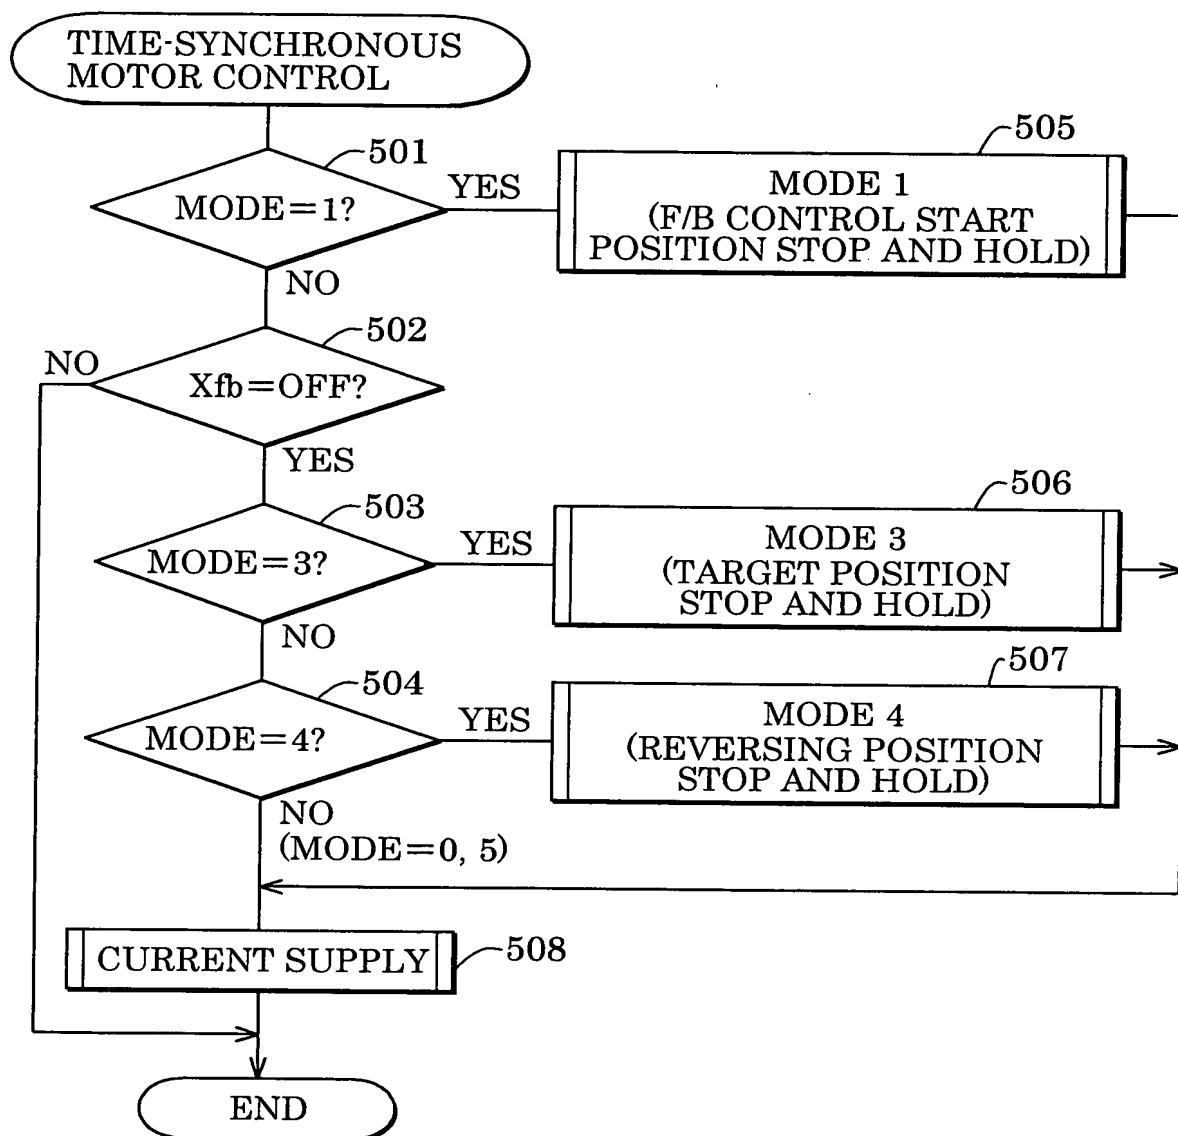 TIME-SYNCHRONOUS
MOTOR CONTROL
501
MODE=1?
YES
NO
505
MODE 1
(F/B CONTROL START
POSITION STOP AND HOLD)
502
NO
Xfb=OFF?
YES
503
MODE=3?
YES
NO
506
MODE 3
(TARGET POSITION
STOP AND HOLD)
504
MODE=4?
YES
507
MODE 4
(REVERSING POSITION
STOP AND HOLD)
NO
(MODE=0, 5)
CURRENT SUPPLY
508
END